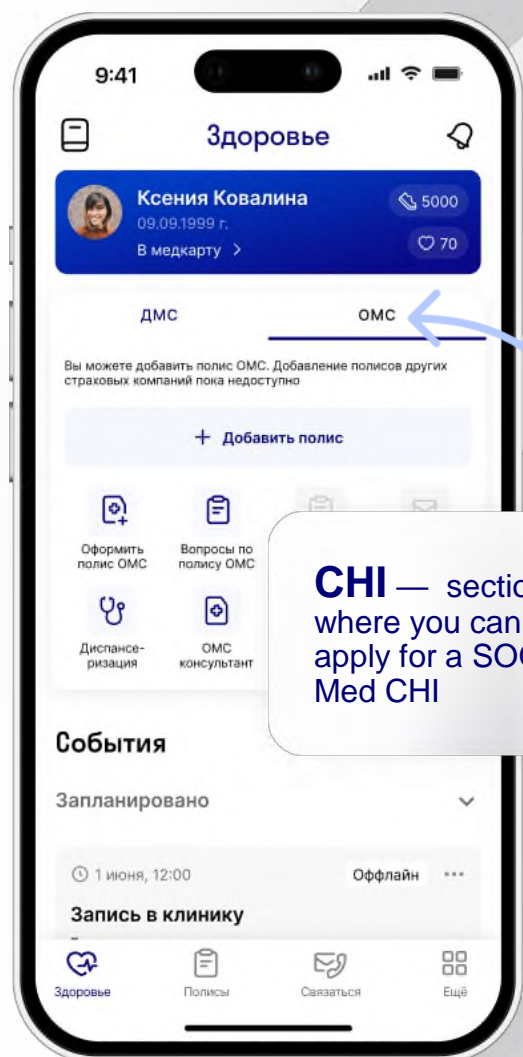 9:41
Здоровье
Ксения Ковалина
09.09.1999 г.
В медкарту >
5000
70
ДМС
ОМС
Вы можете добавить полис ОМС. Добавление полисов других
страховых компаний пока недоступно
+ Добавить полис
Оформить
полис ОМС
Вопросы по
полису ОМС
Диспансе-
ризация
ОМС
консультант
CHI — sectio
where you can
apply for a SO
Med CHI
События
Запланировано
1 июня, 12:00
Оффлайн
Запись в клинику
Здоровье
Полисы
Связаться
Ещё